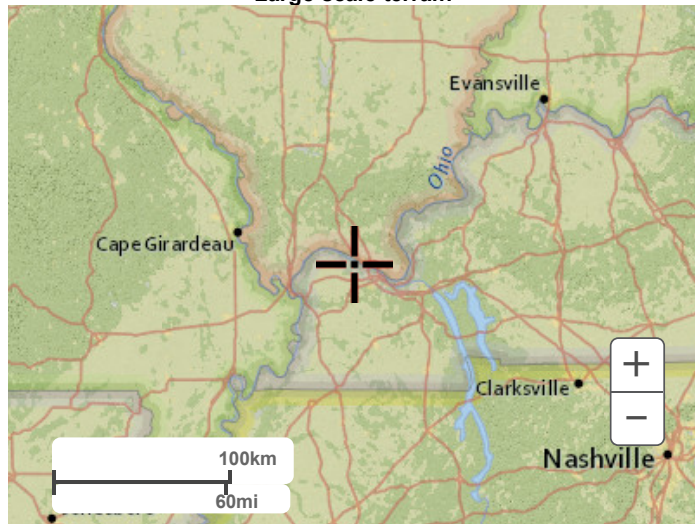 Evansville
Ohio
Cape Girardeau
+
−
Clarksville
Nashville
100km
60mi